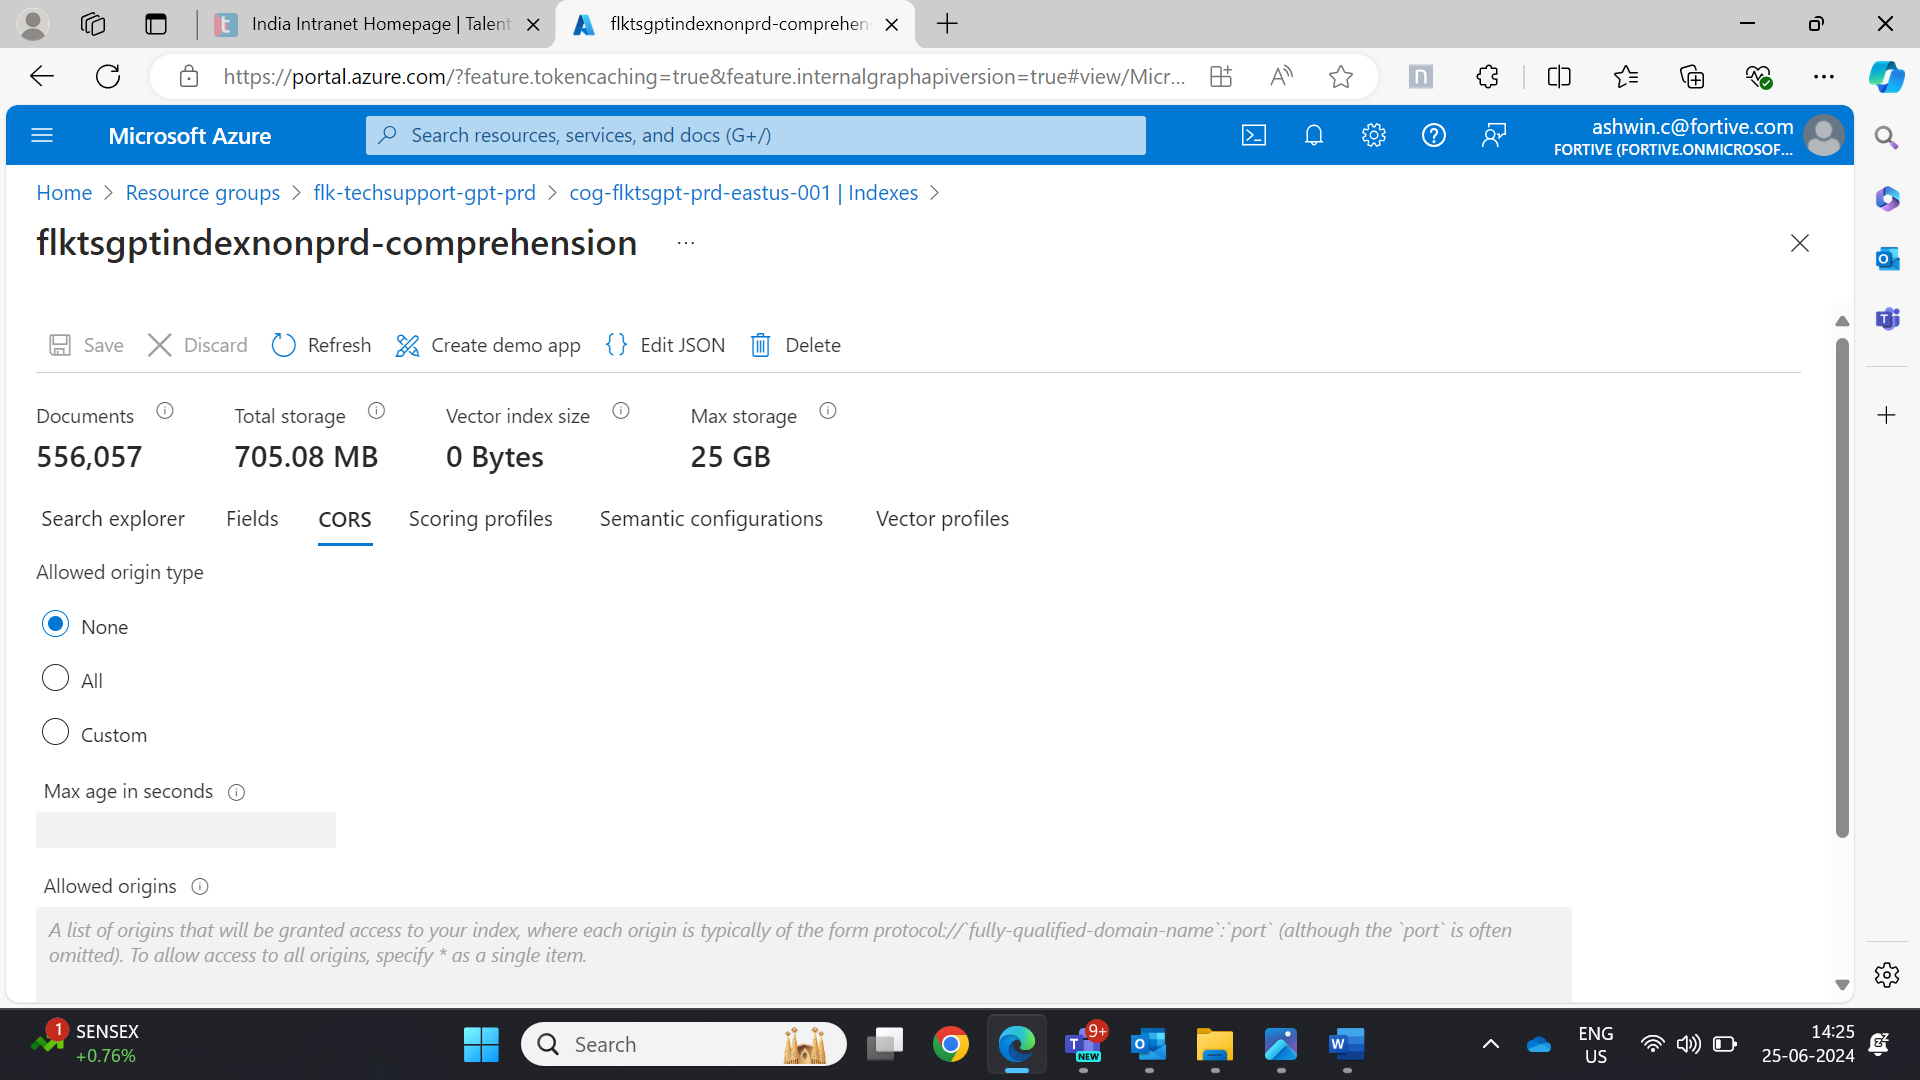 India Intranet Homepage | Talent
flktsgptindexnonprd-comprehen
https://portal.azure.com/?feature.tokencaching=true&feature.internalgraphapiversion=true#view/Micr...
Microsoft Azure
Search resources, services, and docs (G+/)
ashwin.c@fortive.com
FORTIVE (FORTIVE.ONMICROSOF...
Home > Resource groups > flk-techsupport-gpt-prd > cog-flktsgpt-prd-eastus-001 | Indexes >
flktsgptindexnonprd-comprehension ...
Save Discard Refresh Create demo app Edit JSON Delete
Documents Total storage Vector index size Max storage
556,057 705.08 MB 0 Bytes 25 GB
Search explorer Fields CORS Scoring profiles Semantic configurations Vector profiles
Allowed origin type
None
All
Custom
Max age in seconds
Allowed origins
A list of origins that will be granted access to your index, where each origin is typically of the form protocol://`fully-qualified-domain-name`:`port` (although the `port` is often
omitted). To allow access to all origins, specify * as a single item.
1
SENSEX
+0.76%
Search
9+
NEW
ENG
US
14:25
25-06-2024